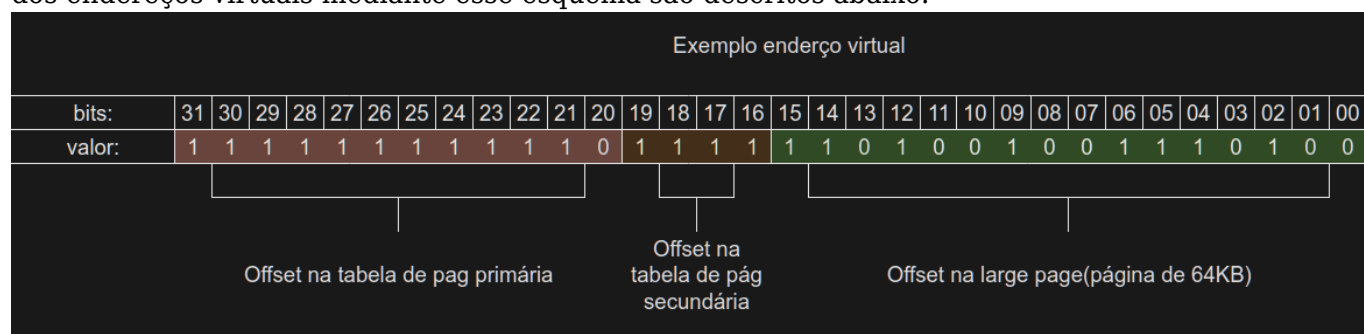 dos endereços virtuais mediante esse esquema são descritos abaixo:
Exemplo enderço virtual
bits: 31 30 29 28 27 26 25 24 23 22 21 20 19 18 17 16 15 14 13 12 11 10 09 08 07 06 05 04 03 02 01 00
valor: 1 1 1 1 1 1 1 1 1 1 1 0 1 1 1 1 1 1 0 1 0 0 1 0 0 1 1 1 0 1 0 0
Offset na tabela de pag primária
Offset na
tabela de pág
secundária
Offset na large page(página de 64KB)